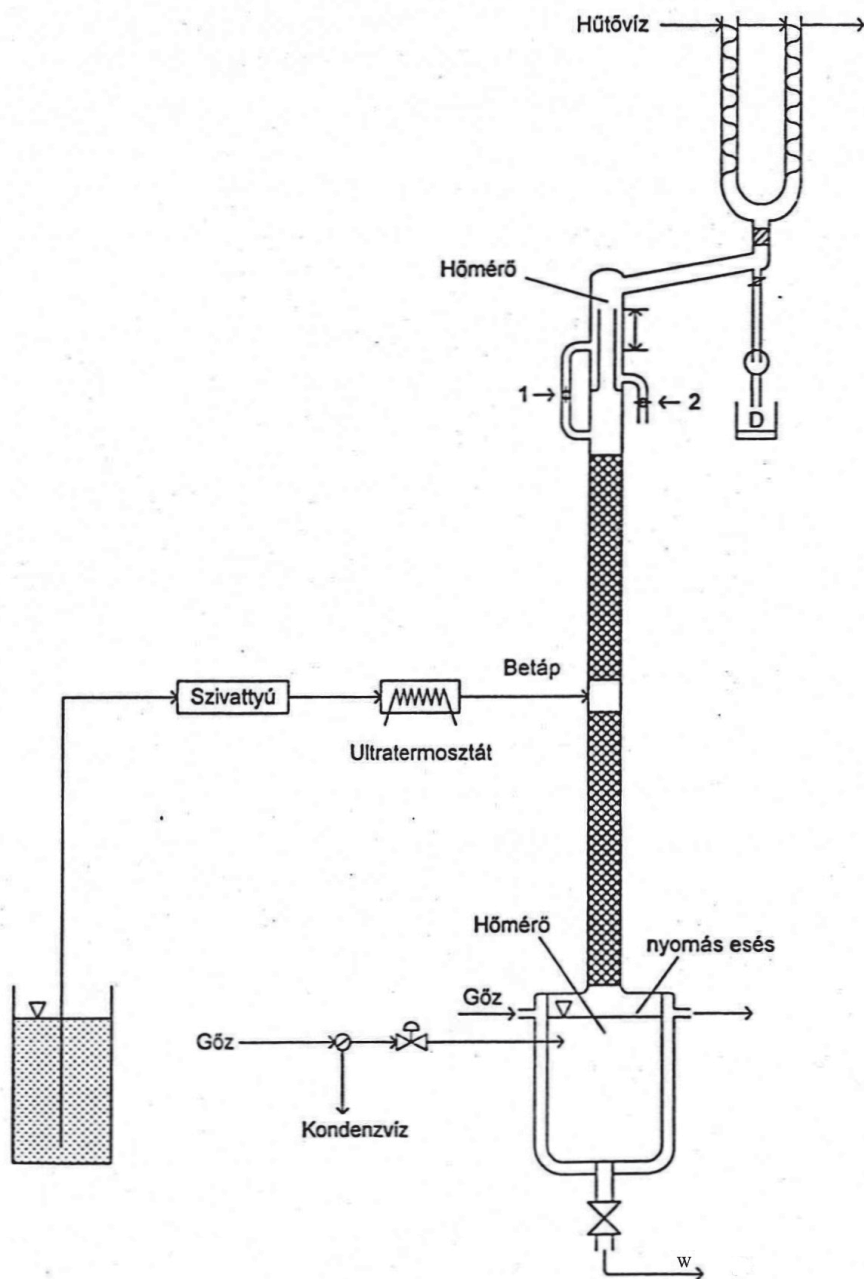 Hűtővíz
Hőmérő
1
2
D
Betáp
Szivattyú
Ultratermosztát
Hőmérő
nyomás esés
Gőz
Gőz
Kondenzvíz
W